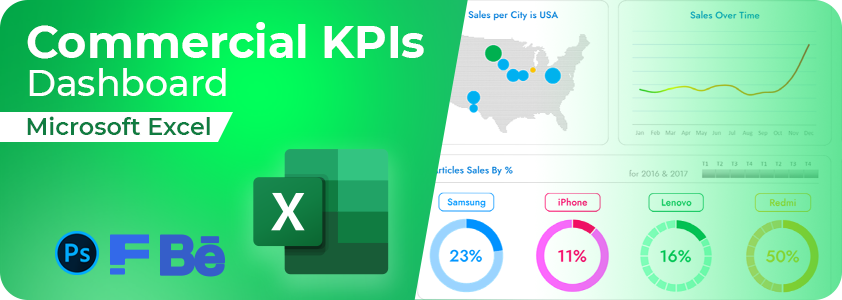 Commercial KPIs
Dashboard
Microsoft Excel
X
Ps
Bē
Sales per City is USA
Sales Over Time
Jan Feb Mar Apr May Jun Jul Aug Sep Oct Nov Dec
rticles Sales By %
for 2016 & 2017
T1 T2 T3 T4 T1 T2 T3 T4
Samsung
iPhone
Lenovo
Redmi
23%
11%
16%
50%